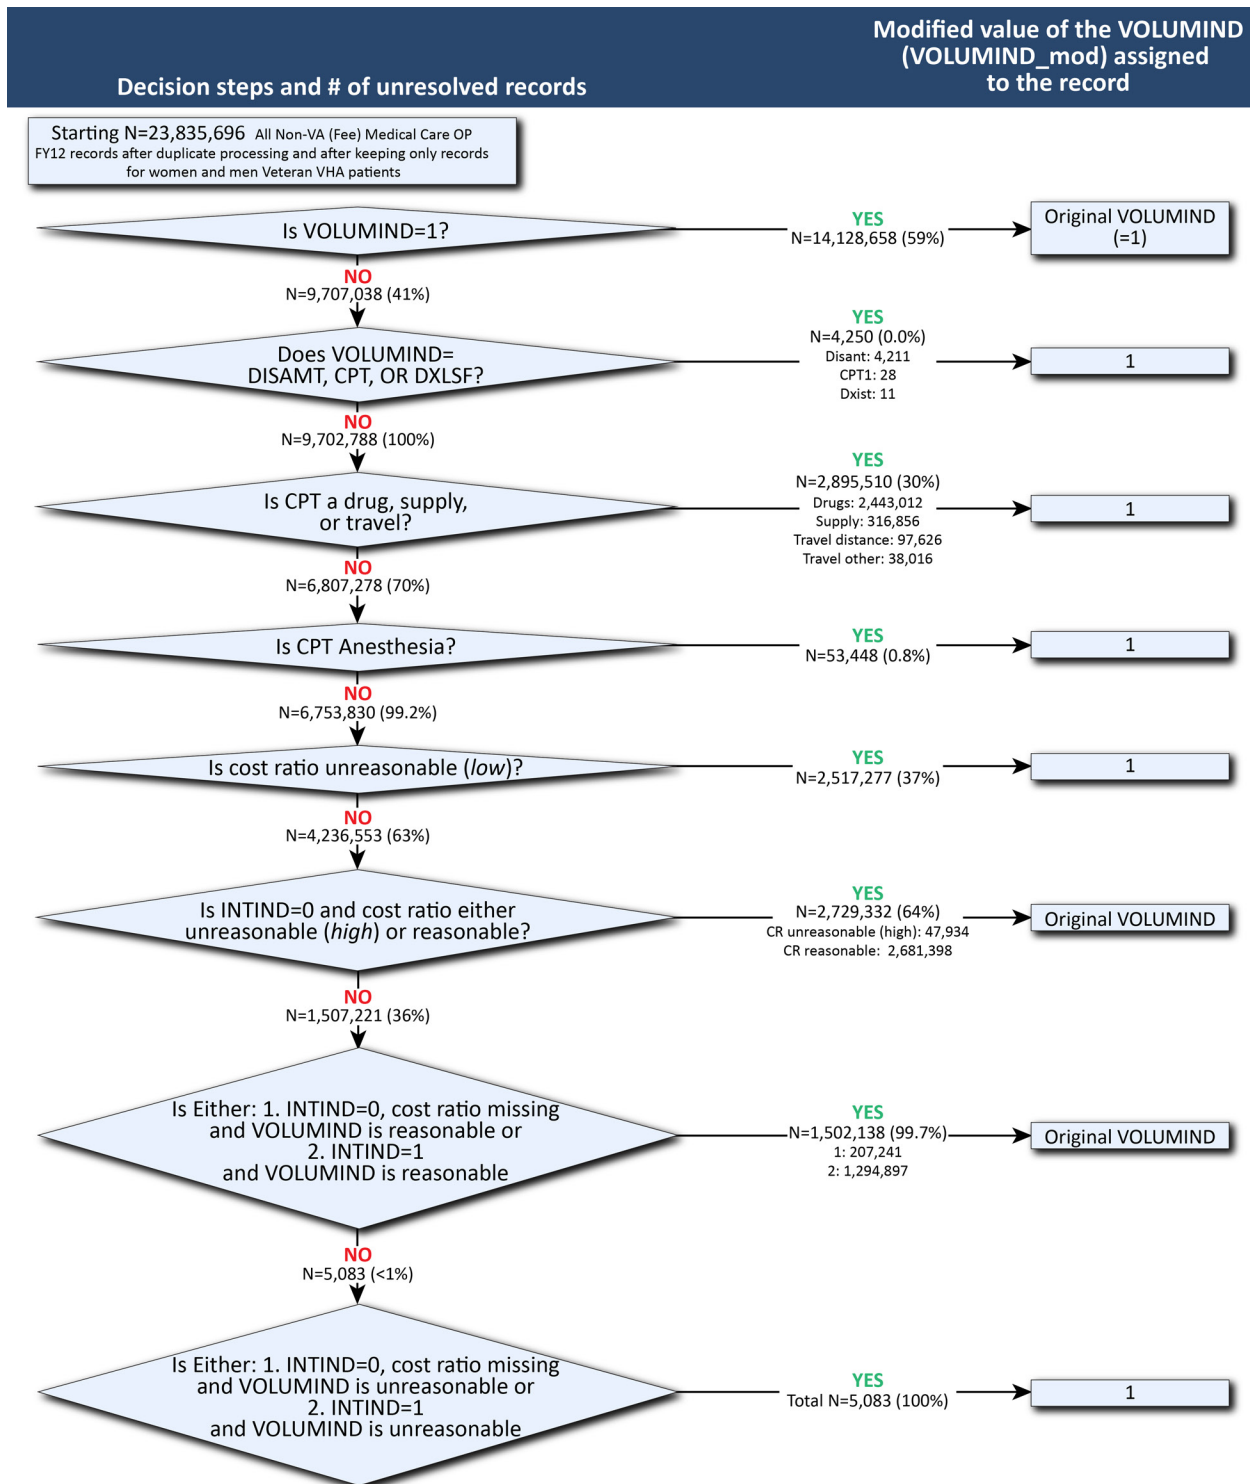 Decision steps and # of unresolved records
Modified value of the VOLUMIND
(VOLUMIND_mod) assigned
to the record
Starting N=23,835,696 All Non-VA (Fee) Medical Care OP
FY12 records after duplicate processing and after keeping only records
for women and men Veteran VHA patients
Is VOLUMIND=1?
YES
N=14,128,658 (59%)
Original VOLUMIND
(=1)
NO
N=9,707,038 (41%)
Does VOLUMIND=
DISAMT, CPT, OR DXLSF?
YES
N=4,250 (0.0%)
Disant: 4,211
CPT1: 28
Dxist: 11
1
NO
N=9,702,788 (100%)
Is CPT a drug, supply,
or travel?
YES
N=2,895,510 (30%)
Drugs: 2,443,012
Supply: 316,856
Travel distance: 97,626
Travel other: 38,016
1
NO
N=6,807,278 (70%)
Is CPT Anesthesia?
YES
N=53,448 (0.8%)
1
NO
N=6,753,830 (99.2%)
Is cost ratio unreasonable (low)?
YES
N=2,517,277 (37%)
1
NO
N=4,236,553 (63%)
Is INTIND=0 and cost ratio either
unreasonable (high) or reasonable?
YES
N=2,729,332 (64%)
CR unreasonable (high): 47,934
CR reasonable: 2,681,398
Original VOLUMIND
NO
N=1,507,221 (36%)
Is Either: 1. INTIND=0, cost ratio missing
and VOLUMIND is reasonable or
2. INTIND=1
and VOLUMIND is reasonable
YES
N=1,502,138 (99.7%)
1: 207,241
2: 1,294,897
Original VOLUMIND
NO
N=5,083 (<1%)
Is Either: 1. INTIND=0, cost ratio missing
and VOLUMIND is unreasonable or
2. INTIND=1
and VOLUMIND is unreasonable
YES
Total N=5,083 (100%)
1